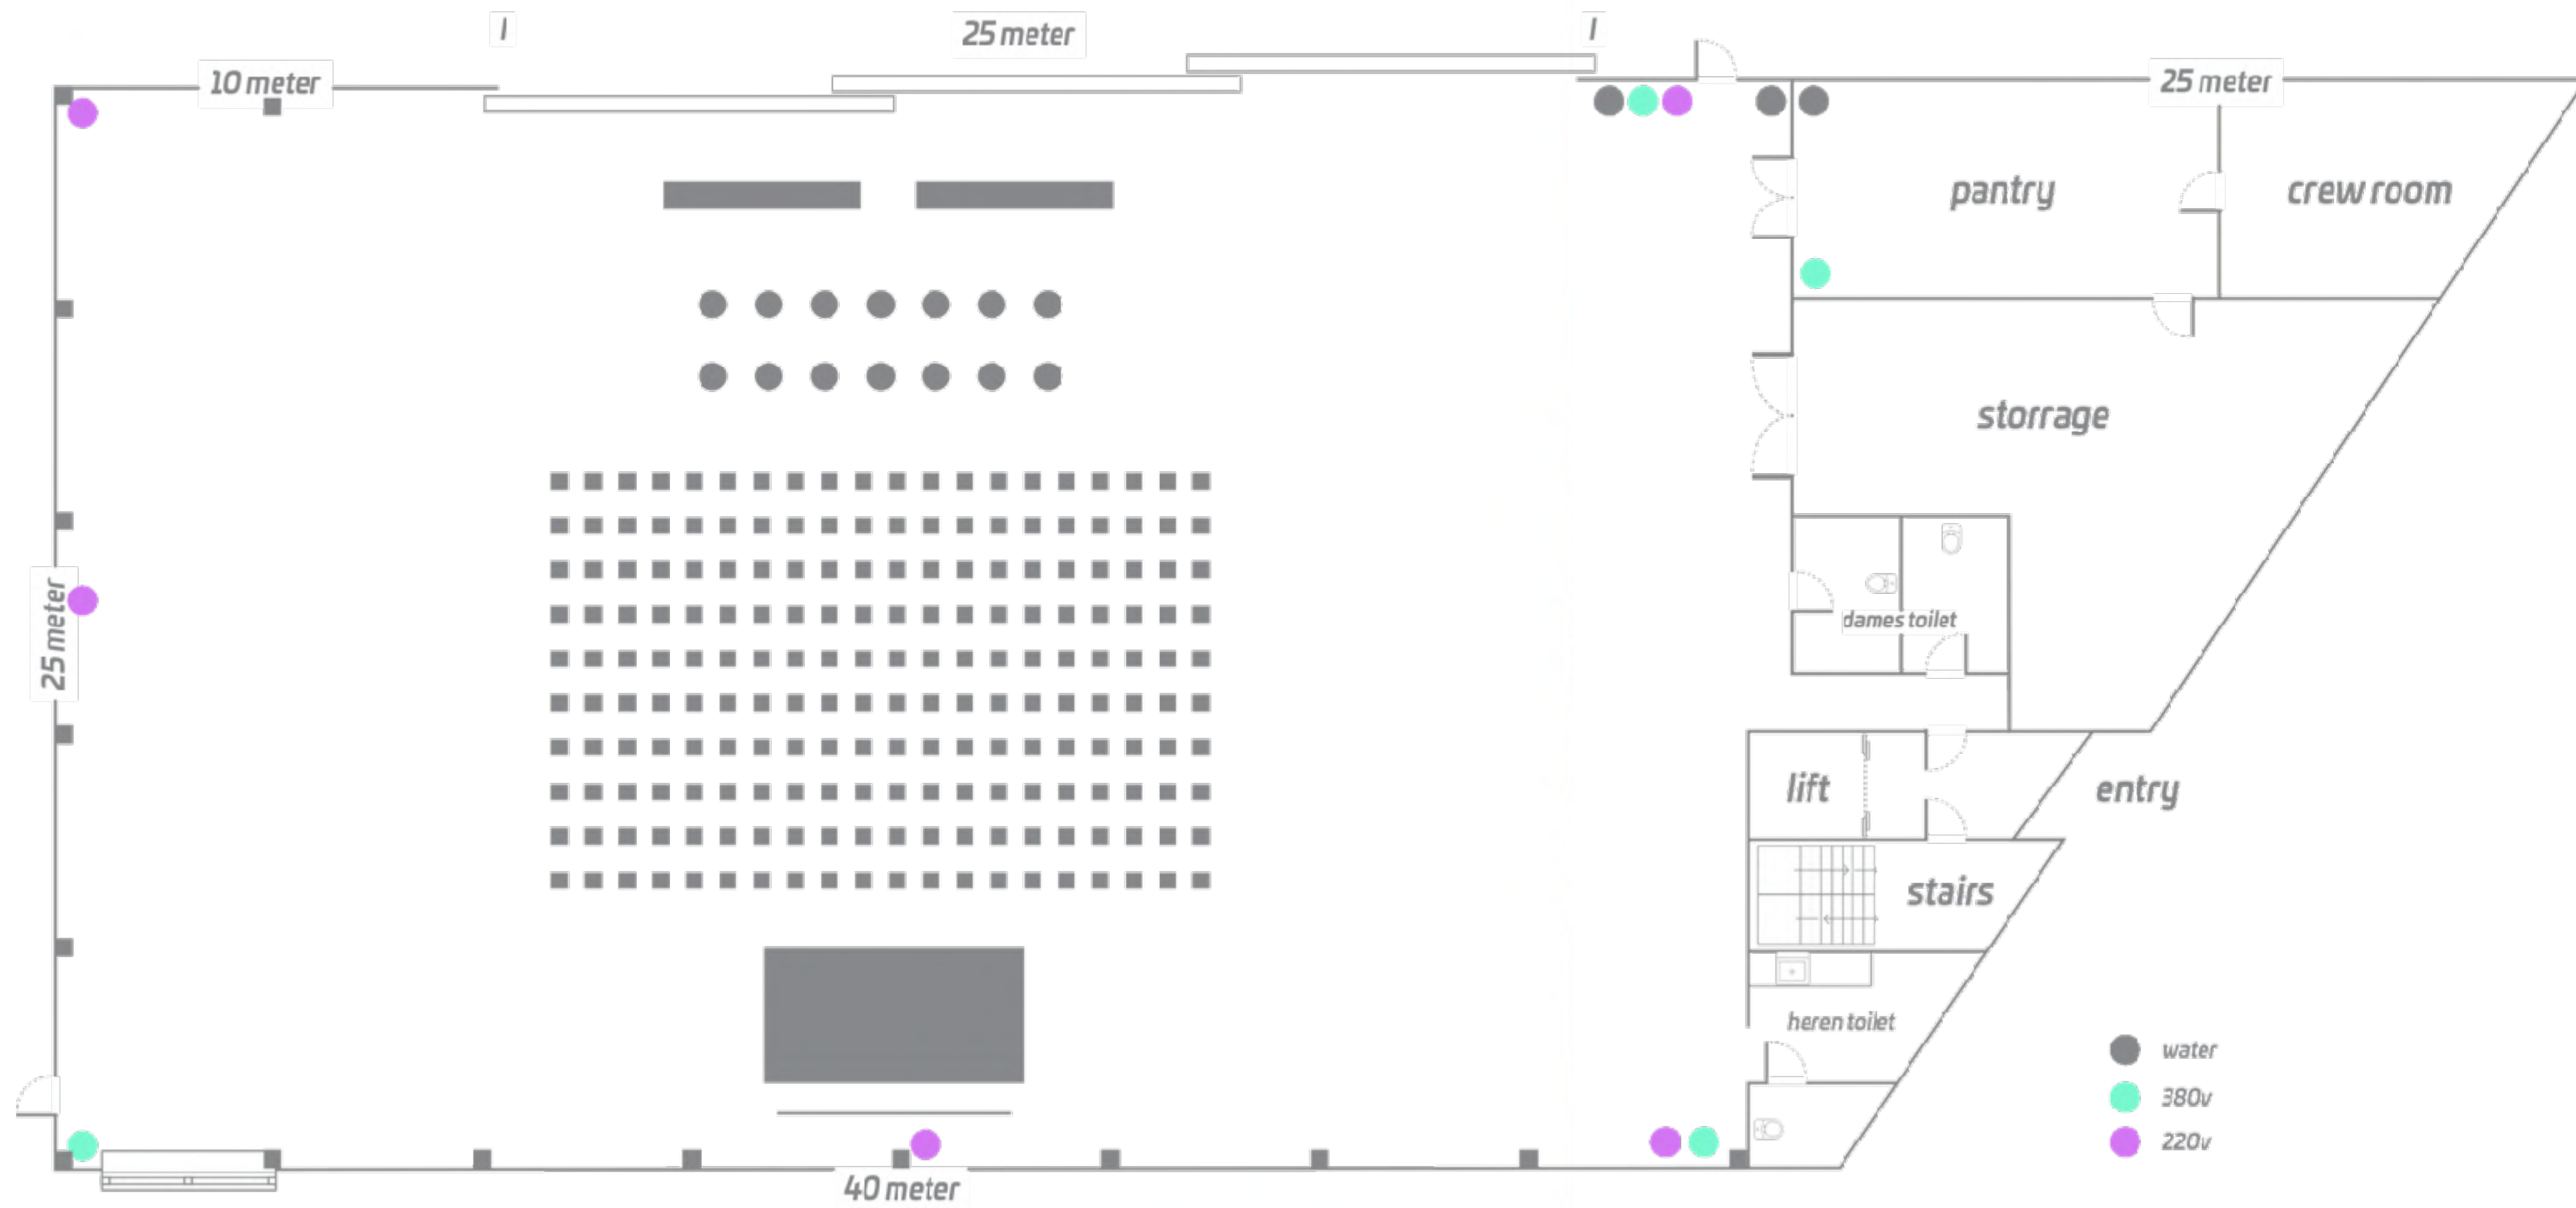 I
25 meter
I
10 meter
25 meter
pantry
crew room
storrage
25 meter
dames toilet
lift
entry
stairs
heren toilet
water
380v
220v
40 meter